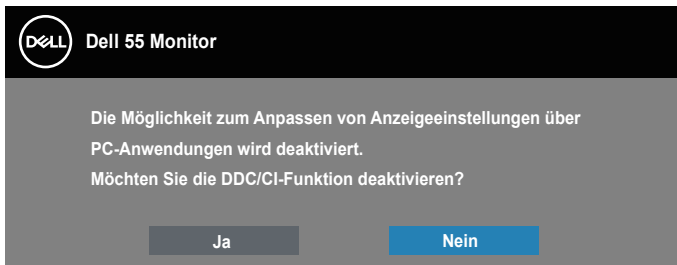 DELL Dell 55 Monitor
Die Möglichkeit zum Anpassen von Anzeigeeinstellungen über
PC-Anwendungen wird deaktiviert.
Möchten Sie die DDC/CI-Funktion deaktivieren?
Ja Nein